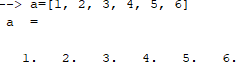 --> a=[1, 2, 3, 4, 5, 6]
a =
1. 2. 3. 4. 5. 6.